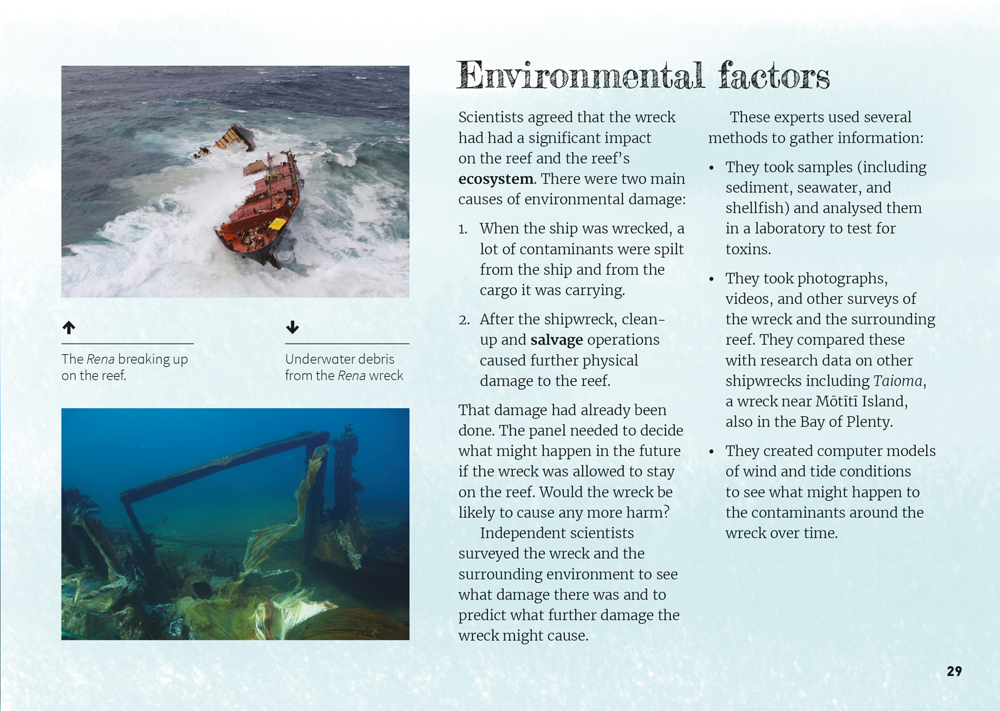 Environmental factors
The Rena breaking up
on the reef.
Underwater debris
from the Rena wreck
Scientists agreed that the wreck
had had a significant impact
on the reef and the reef’s
ecosystem. There were two main
causes of environmental damage:
1. When the ship was wrecked, a
lot of contaminants were spilt
from the ship and from the
cargo it was carrying.
2. After the shipwreck, clean-
up and salvage operations
caused further physical
damage to the reef.
That damage had already been
done. The panel needed to decide
what might happen in the future
if the wreck was allowed to stay
on the reef. Would the wreck be
likely to cause any more harm?
Independent scientists
surveyed the wreck and the
surrounding environment to see
what damage there was and to
predict what further damage the
wreck might cause.
These experts used several
methods to gather information:
• They took samples (including
sediment, seawater, and
shellfish) and analysed them
in a laboratory to test for
toxins.
• They took photographs,
videos, and other surveys of
the wreck and the surrounding
reef. They compared these
with research data on other
shipwrecks including Taioma,
a wreck near Mōtītī Island,
also in the Bay of Plenty.
• They created computer models
of wind and tide conditions
to see what might happen to
the contaminants around the
wreck over time.
29